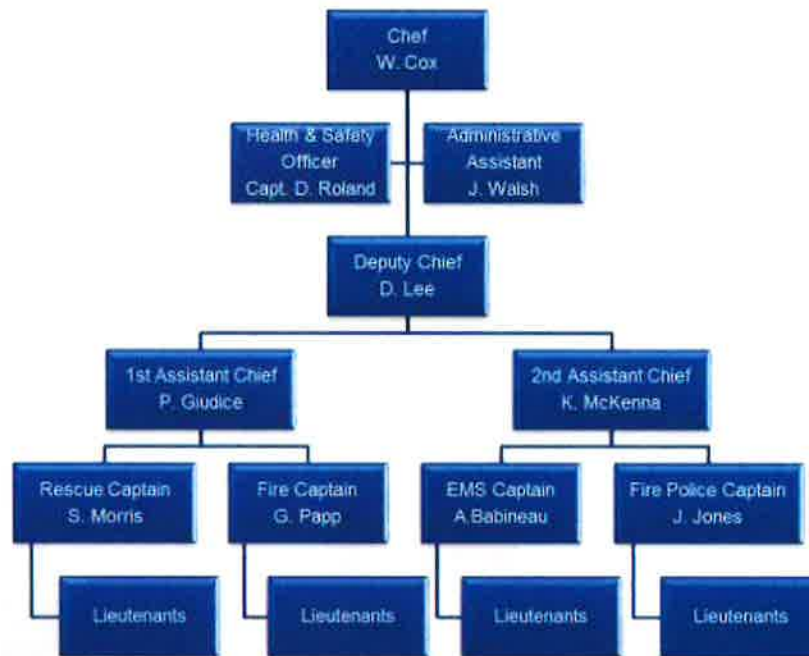 Chef
W. Cox
Health & Safety
Officer
Capt. D. Roland
Administrative
Assistant
J. Walsh
Deputy Chief
D. Lee
1st Assistant Chief
P. Giudice
2nd Assistant Chief
K. McKenna
Rescue Captain
S. Morris
Fire Captain
G. Papp
EMS Captain
A.Babineau
Fire Police Captain
J. Jones
Lieutenants
Lieutenants
Lieutenants
Lieutenants